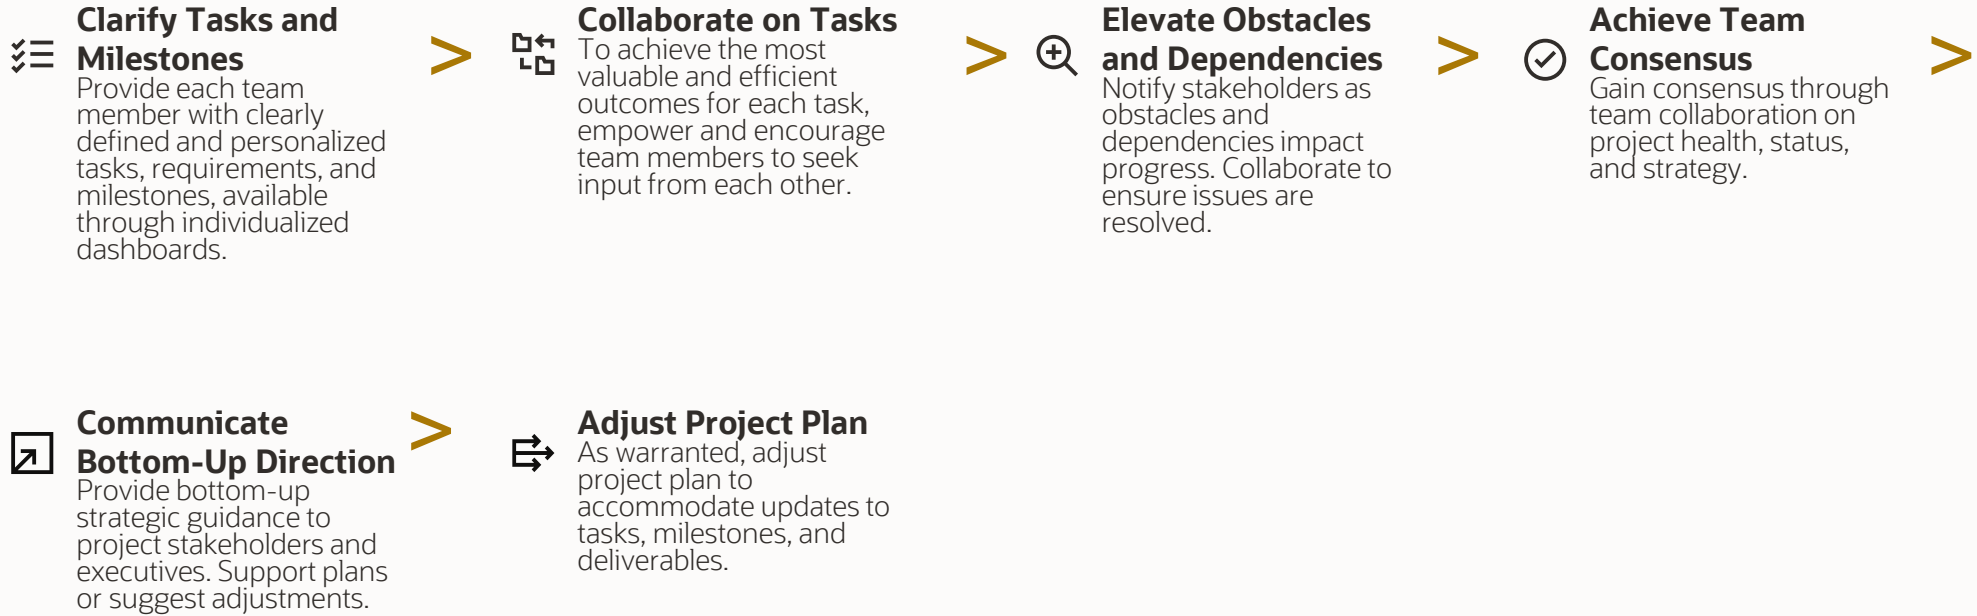 Clarify Tasks and
Milestones
Provide each team
member with clearly
defined and personalized
tasks, requirements, and
milestones, available
through individualized
dashboards.
>
Collaborate on Tasks
To achieve the most
valuable and efficient
outcomes for each task,
empower and encourage
team members to seek
input from each other.
>
Elevate Obstacles
and Dependencies
Notify stakeholders as
obstacles and
dependencies impact
progress. Collaborate to
ensure issues are
resolved.
>
Achieve Team
Consensus
Gain consensus through
team collaboration on
project health, status,
and strategy.
>
Communicate
Bottom-Up Direction
Provide bottom-up
strategic guidance to
project stakeholders and
executives. Support plans
or suggest adjustments.
>
Adjust Project Plan
As warranted, adjust
project plan to
accommodate updates to
tasks, milestones, and
deliverables.